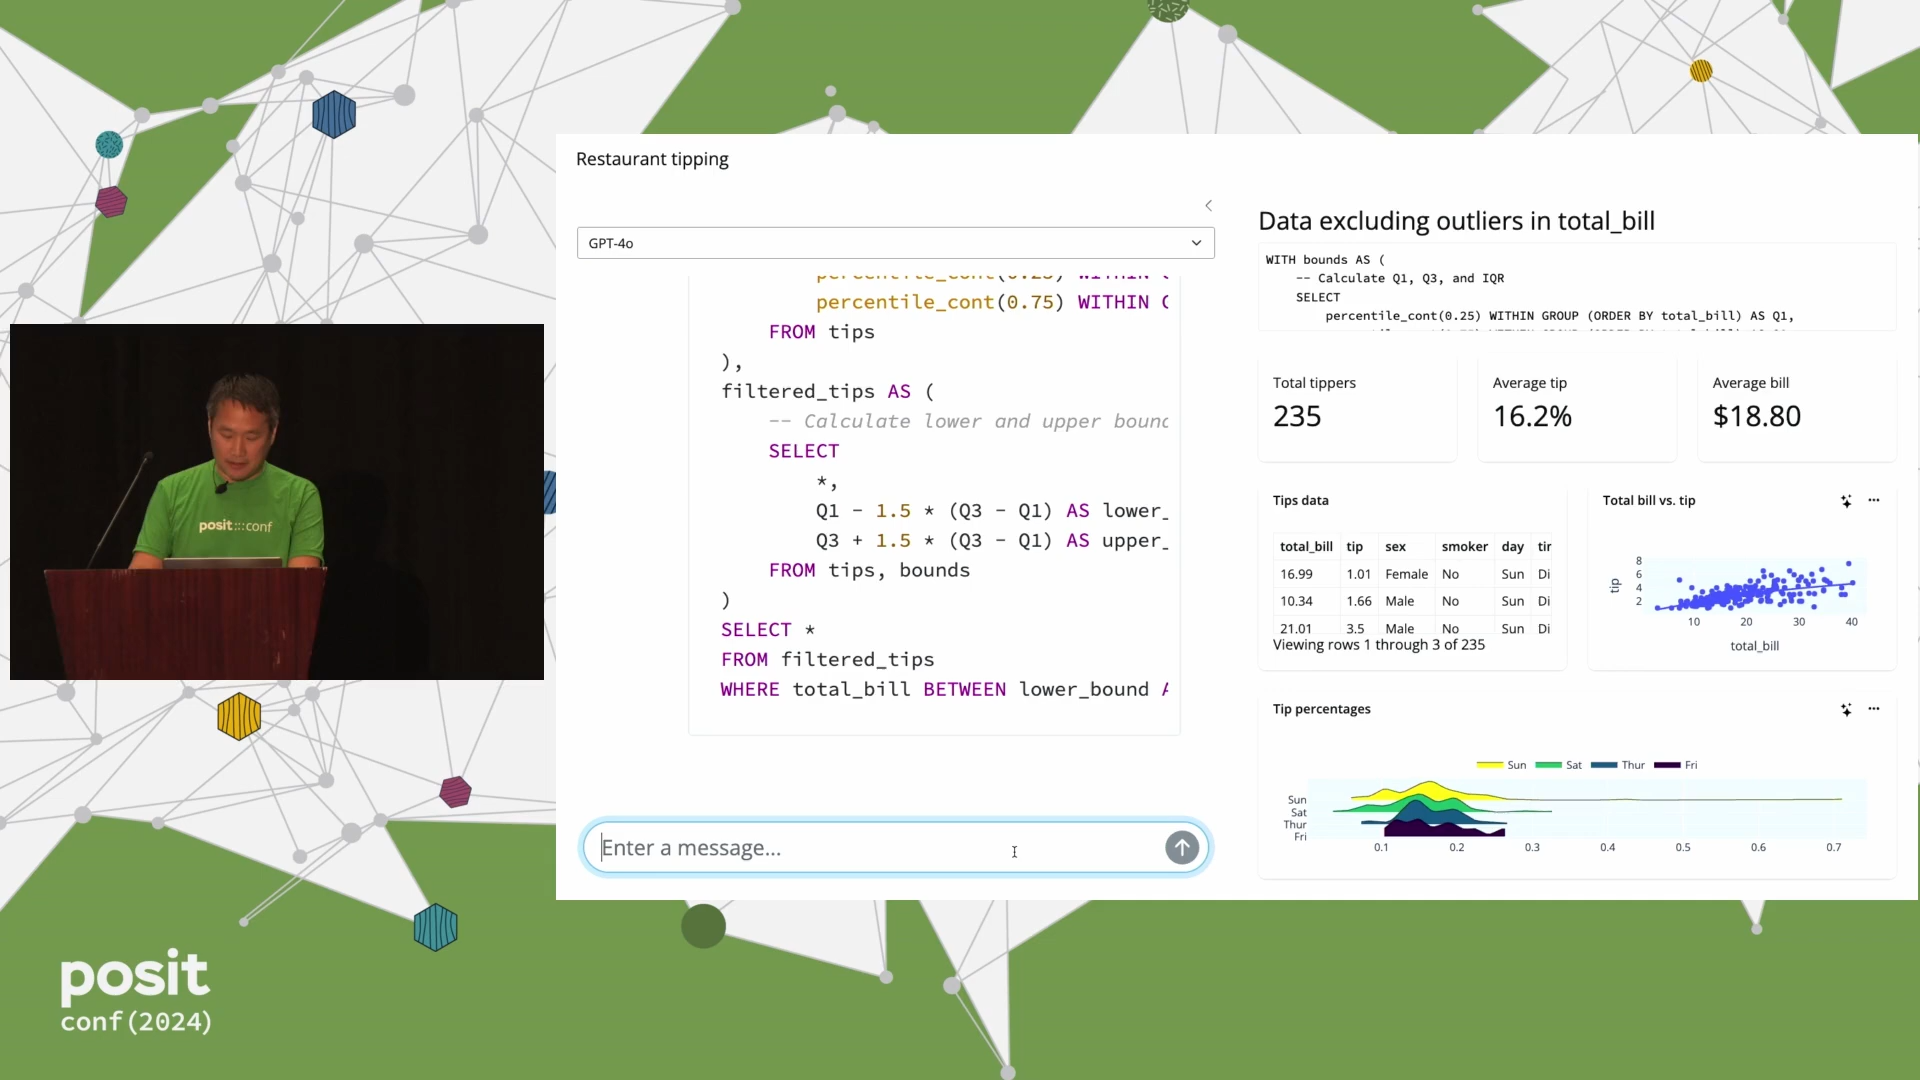 Restaurant tipping
GPT-4o
percentile_cont(0.25) WITHIN
percentile_cont(0.75) WITHIN G
FROM tips
),
filtered_tips AS (
-- Calculate lower and upper bound
SELECT
*,
Q1 - 1.5 * (Q3 - Q1) AS lower_
Q3 + 1.5 * (Q3 - Q1) AS upper_
FROM tips, bounds
)
SELECT *
FROM filtered_tips
WHERE total_bill BETWEEN lower_bound A
Enter a message...
Data excluding outliers in total_bill
WITH bounds AS (
-- Calculate Q1, Q3, and IQR
SELECT
percentile_cont(0.25) WITHIN GROUP (ORDER BY total_bill) AS Q1,
Total tippers
235
Average tip
16.2%
Average bill
$18.80
Tips data
total_bill tip sex smoker day tir
16.99 1.01 Female No Sun Di
10.34 1.66 Male No Sun Di
21.01 3.5 Male No Sun Di
Viewing rows 1 through 3 of 235
Total bill vs. tip
tip
8
6
4
2
10 20 30 40
total_bill
Tip percentages
Sun Sat Thur Fri
Sun
Sat
Thur
Fri
0.1 0.2 0.3 0.4 0.5 0.6 0.7
posit:::conf
posit
conf(2024)